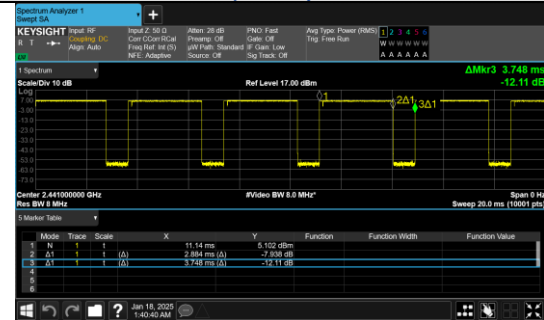 Spectrum Analyzer 1
Swept SA
+
KEYSIGHT Input: RF Input Z: 50 Ω Atten: 28 dB PNO: Fast Avg Type: Power (RMS) 1 2 3 4 5 6
R T Coupling: DC Corr CCorr RCal Preamp: Off Gate: Off Trig: Free Run W W W W W W
Align: Auto Freq Ref: Int (S) µW Path: Standard IF Gain: Low A A A A A A
NFE: Adaptive Source: Off Sig Track: Off
1 Spectrum
ΔMkr3 3.748 ms
Scale/Div 10 dB Ref Level 17.00 dBm -12.11 dB
Log
7.00
-3.00
-13.0
-23.0
-33.0
-43.0
-53.0
-63.0
-73.0
1 2Δ1 3Δ1
Center 2.441000000 GHz #Video BW 8.0 MHz* Span 0 Hz
Res BW 8 MHz Sweep 20.0 ms (10001 pts)
5 Marker Table
Mode Trace Scale X Y Function Function Width Function Value
1 N 1 t 11.14 ms 5.102 dBm
2 Δ1 1 t (Δ) 2.884 ms (Δ) -7.938 dB
3 Δ1 1 t (Δ) 3.748 ms (Δ) -12.11 dB
4
5
6
? Jan 18, 2025
1:40:40 AM